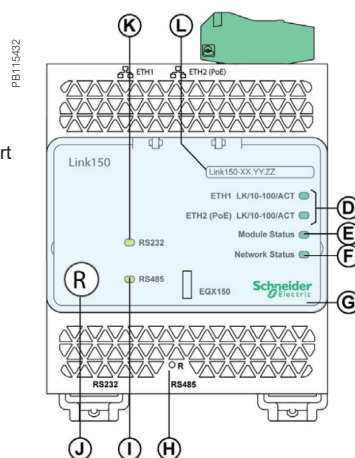 K
L
PB115432
ETH1
ETH2 (PoE)
rt
Link150
Link150-XX.YY.ZZ
ETH1 LK/10-100/ACT
D
ETH2 (PoE) LK/10-100/ACT
Module Status
E
RS232
Network Status
F
R
RS485
EGX150
Schneider
Electric
G
R
RS232
RS485
J
I
H